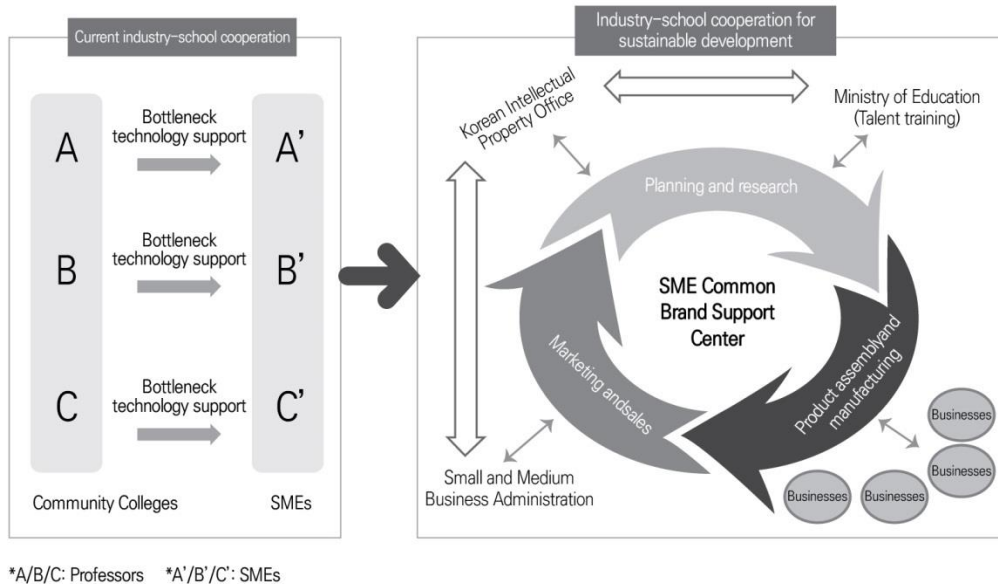 Current industry-school cooperation
A
Bottleneck
technology support
A'
B
Bottleneck
technology support
B'
C
Bottleneck
technology support
C'
Community Colleges
SMEs
Industry-school cooperation for
sustainable development
Korean Intellectual
Property Office
Ministry of Education
(Talent training)
Planning and research
SME Common
Brand Support
Center
Marketing andsales
Product assemblyand
manufacturing
Small and Medium
Business Administration
Businesses
Businesses
Businesses
Businesses
*A/B/C: Professors *A'/B'/C': SMEs